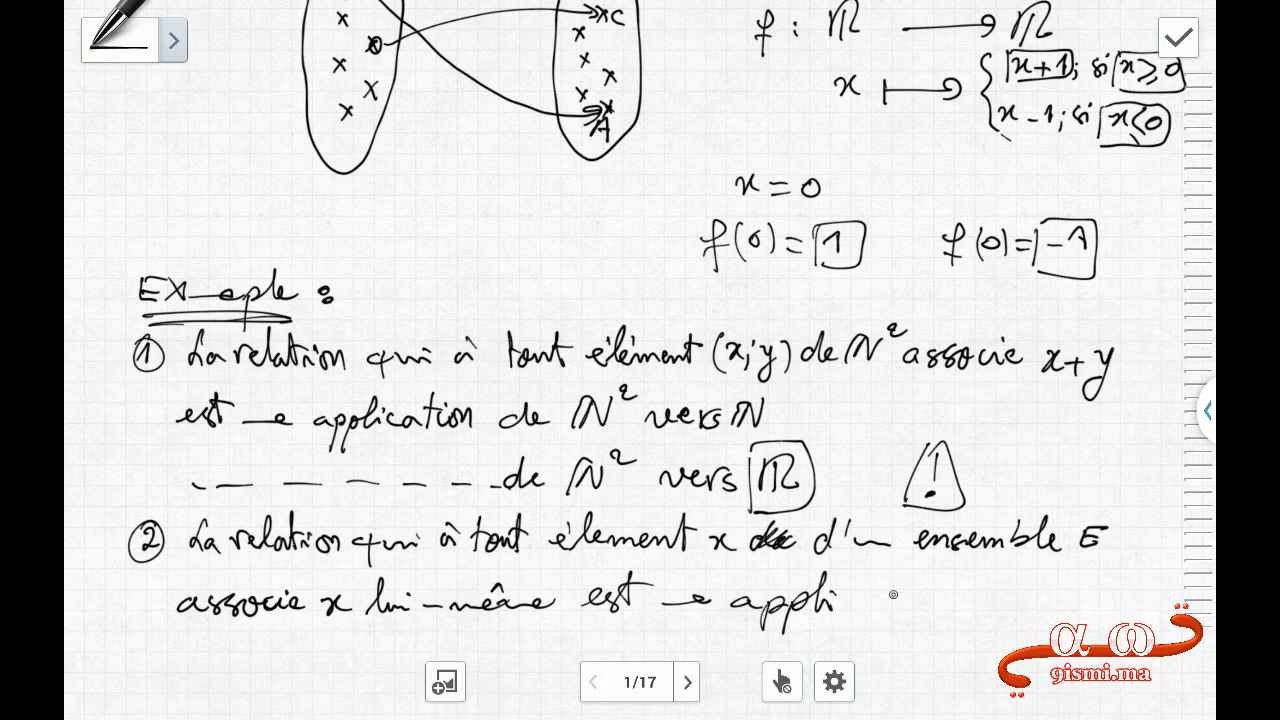 xC
A
f : ℝ → ℝ
x ↦ { x+1 ; si x ⩾ 0
x-1 ; si x ⩽ 0
x = 0
f(0) = 1 f(0) = -1
Exemple :
① La relation qui à tout élément (x;y) de ℕ² associe x+y
est une application de ℕ² vers ℕ
_ _ _ _ _ _ _ de ℕ² vers ℝ !
② La relation qui à tout élément x d'un ensemble E
associe x lui-même est une appli
1/17
α ω
gismi.ma